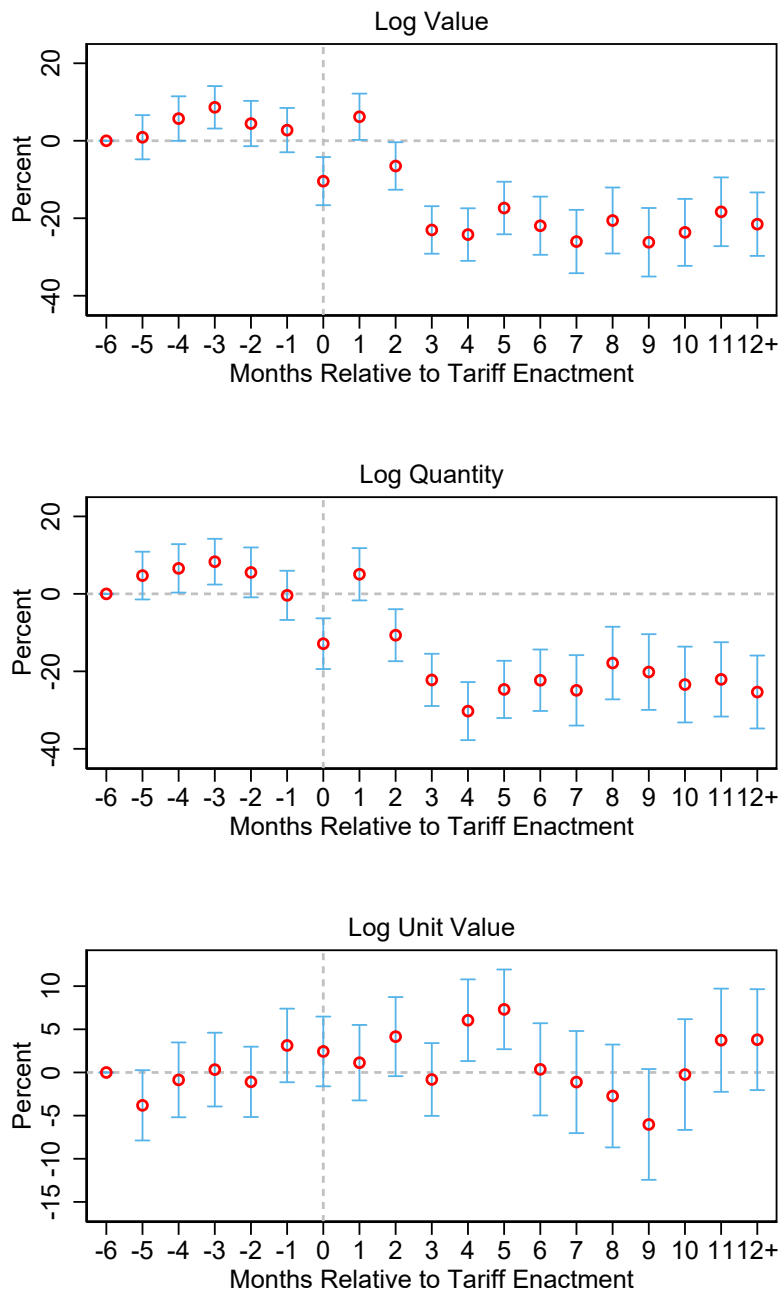 Log Value
Percent
20
0
-20
-40
-6 -5 -4 -3 -2 -1 0 1 2 3 4 5 6 7 8 9 10 11 12+
Months Relative to Tariff Enactment
Log Quantity
Percent
20
0
-20
-40
-6 -5 -4 -3 -2 -1 0 1 2 3 4 5 6 7 8 9 10 11 12+
Months Relative to Tariff Enactment
Log Unit Value
Percent
10
5
0
-5
-10
-15
-6 -5 -4 -3 -2 -1 0 1 2 3 4 5 6 7 8 9 10 11 12+
Months Relative to Tariff Enactment